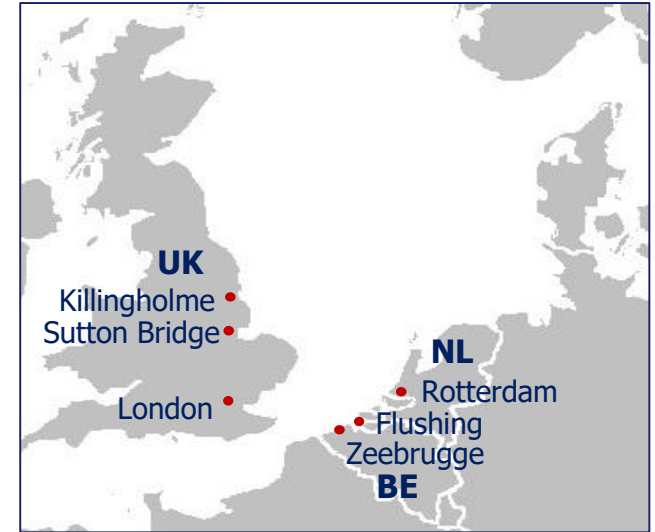 UK
Killingholme
Sutton Bridge
London
NL
Rotterdam
Flushing
Zeebrugge
BE